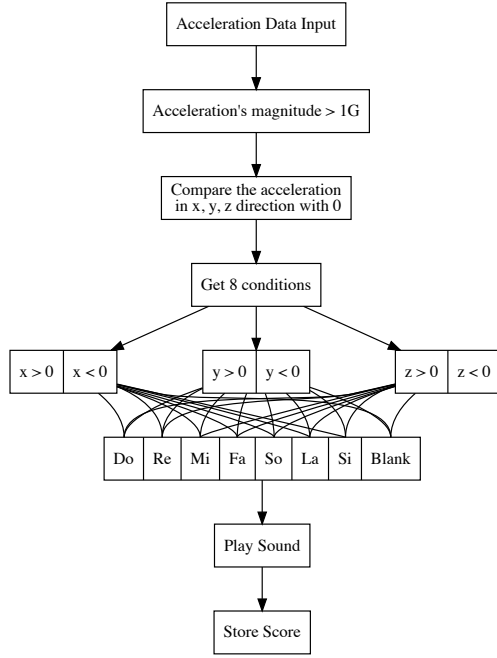 Acceleration Data Input
Acceleration's magnitude > 1G
Compare the acceleration
in x, y, z direction with 0
Get 8 conditions
x > 0 x < 0 y > 0 y < 0 z > 0 z < 0
Do Re Mi Fa So La Si Blank
Play Sound
Store Score